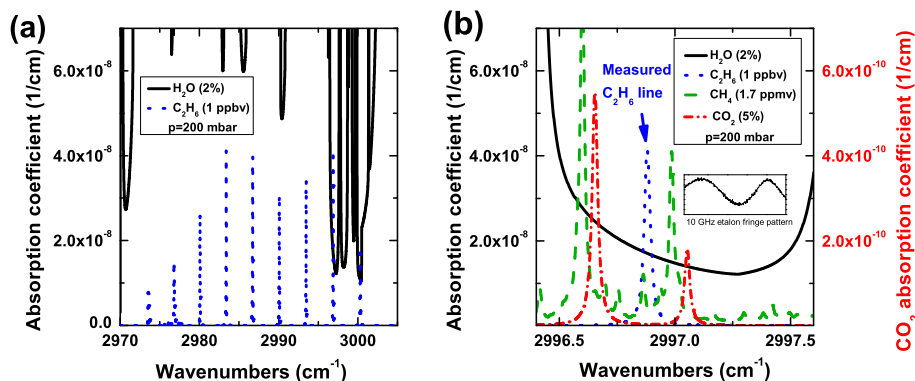 (a)
Absorption coefficient (1/cm)
6.0x10⁻⁸
4.0x10⁻⁸
2.0x10⁻⁸
0.0
H₂O (2%)
C₂H₆ (1 ppbv)
p=200 mbar
2970 2980 2990 3000
Wavenumbers (cm⁻¹)
(b)
Absorption coefficient (1/cm)
6.0x10⁻⁸
4.0x10⁻⁸
2.0x10⁻⁸
Measured
C₂H₆ line
H₂O (2%)
C₂H₆ (1 ppbv)
CH₄ (1.7 ppmv)
CO₂ (5%)
p=200 mbar
10 GHz etalon fringe pattern
6.0x10⁻¹⁰
4.0x10⁻¹⁰
2.0x10⁻¹⁰
CO₂ absorption coefficient (1/cm)
2996.5 2997.0 2997.5
Wavenumbers (cm⁻¹)